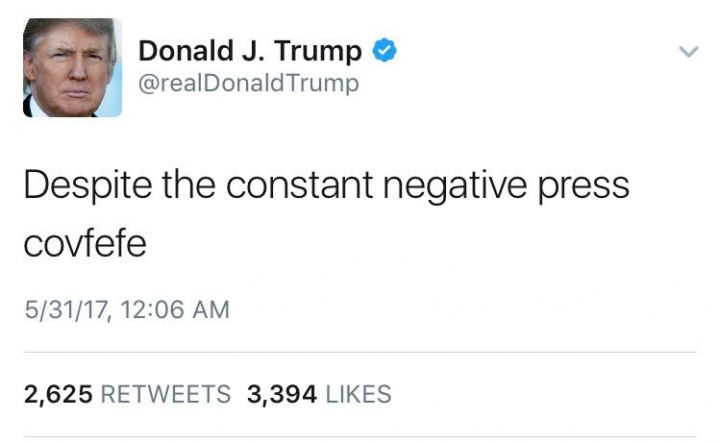 Donald J. Trump
@realDonaldTrump
Despite the constant negative press
covfefe
5/31/17, 12:06 AM
2,625 RETWEETS 3,394 LIKES